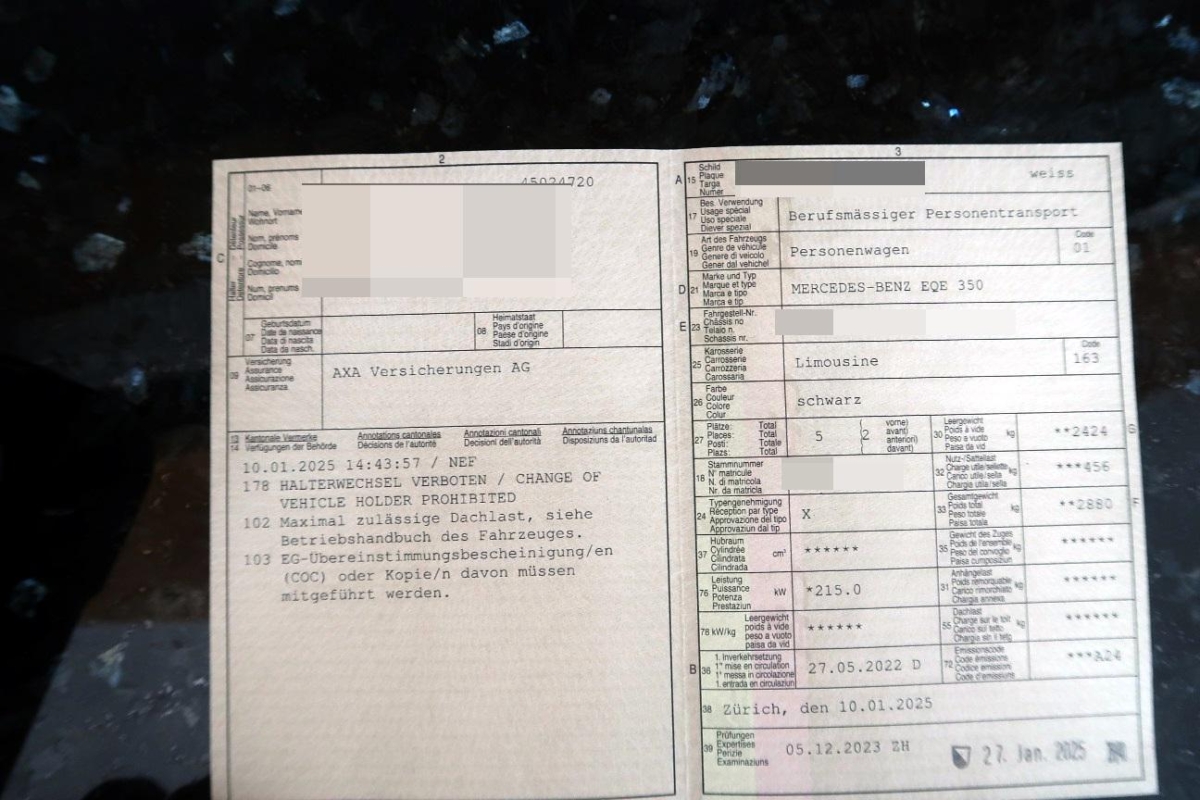 2
01-06
Name, Vorname
Wohnort
Nom, prénoms
Domicile
Cognome, nom
Domicilio
Num, prenums
Domicil
C
07
Geburtsdatum
Date de naissance
Data di nascita
Data da nasch.
08
Heimatstaat
Pays d'origine
Paese d'origine
Stadi d'origin
09
Versicherung
Assurance
Assicurazione
Assicuranza
AXA Versicherungen AG
13
14
Kantonale Vermerke
Verfügungen der Behörde
Annotations cantonales
Décisions de l'autorité
Annotazioni cantonali
Decisioni dell'autorità
Annotaziuns chantunalas
Disposiziuns da l'autoritad
10.01.2025 14:43:57 / NEF
178 HALTERWECHSEL VERBOTEN / CHANGE OF
VEHICLE HOLDER PROHIBITED
102 Maximal zulässige Dachlast, siehe
Betriebshandbuch des Fahrzeuges.
103 EG-Übereinstimmungsbescheinigung/en
(COC) oder Kopie/n davon müssen
mitgeführt werden.
3
A 15
Schild
Plaque
Targa
Numer
weiss
17
Bes. Verwendung
Usage spécial
Uso speciale
Diever spezial
Berufsmässiger Personentransport
19
Art des Fahrzeugs
Genre de véhicule
Genere di veicolo
Gener dal vehichel
Personenwagen
Code
01
D 21
Marke und Typ
Marque et type
Marca e tipo
Marca e tip
MERCEDES-BENZ EQE 350
E 23
Fahrgestell-Nr.
Châssis no
Telaio n.
Schassis nr.
25
Karosserie
Carrosserie
Carrozzeria
Carossaria
Limousine
Code
163
26
Farbe
Couleur
Colore
Colur
schwarz
27
Plätze: Total
Places: Total
Posti: Totale
Plazs: Totale
5
2
vorne)
avant)
anteriori)
davant)
30
Leergewicht
Poids à vide
Peso a vuoto
Paisa da vid
kg
**2424
G
18
Stammnummer
N° matricule
N. di matricola
Nr. da matricla
32
Nutz-/Sattellast
Charge utile/sellette
Carico utile/sella
Chargia utila/sella
kg
***456
24
Typengenehmigung
Réception par type
Approvazione del tipo
Approvaziun dal tip
X
33
Gesamtgewicht
Poids total
Peso totale
Paisa totala
kg
**2880
F
37
Hubraum
Cylindrée
Cilindrata
Cilindrada
cm³
******
35
Gewicht des Zuges
Poids de l'ensemble
Peso del convoglio
Paisa cumposiziun
kg
******
76
Leistung
Puissance
Potenza
Prestaziun
kW
*215.0
31
Anhängelast
Poids remorquable
Carico rimorchiato
Chargia annexa
kg
******
78 kW/kg
Leergewicht
poids à vide
peso a vuoto
paisa da vid
******
55
Dachlast
Charge sur le toit
Carico sul tetto
Chargia sin il tetg
kg
******
B 36
1. Inverkehrsetzung
1re mise en circulation
1a messa in circolazione
1. entrada en circulaziun
27.05.2022 D
72
Emissionscode
Code émissions
Codice emissioni
Code d'emissiuns
***A24
38
Zürich, den 10.01.2025
39
Prüfungen
Expertises
Perizie
Examinaziuns
05.12.2023 ZH
27. Jan. 2025